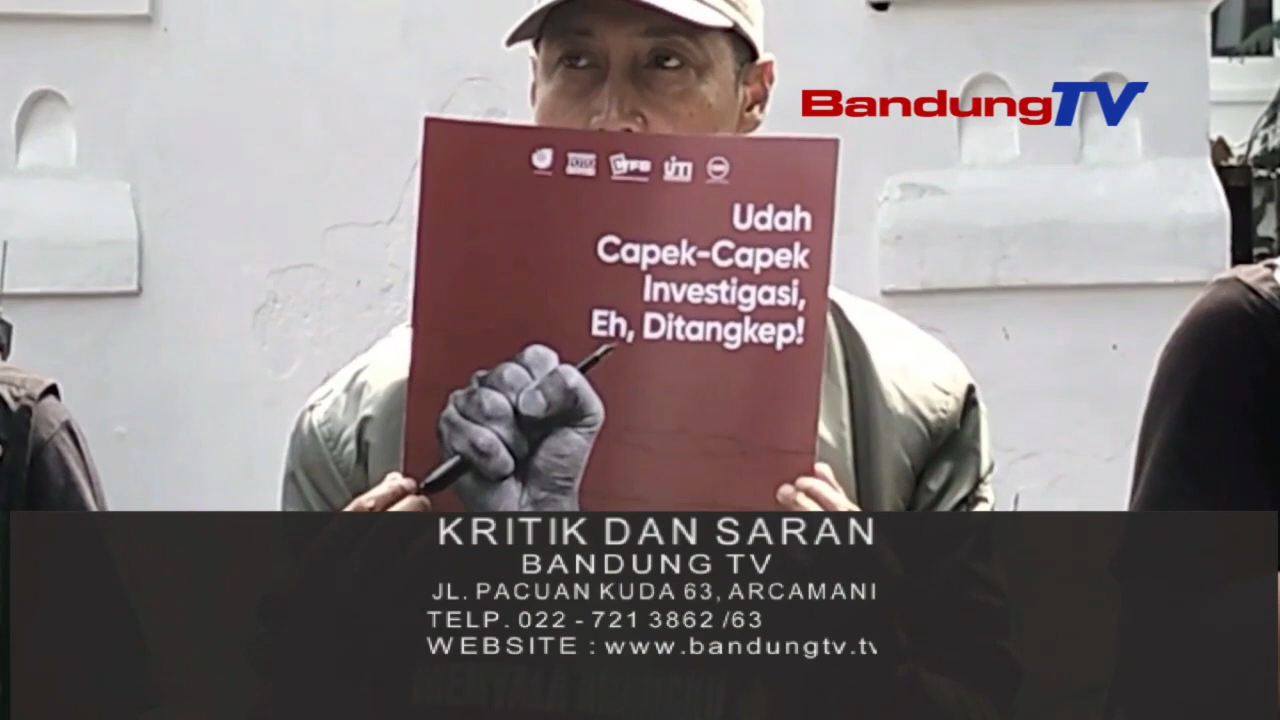 BandungTV
Udah
Capek-Capek
Investigasi,
Eh, Ditangkep!
KRITIK DAN SARAN
BANDUNG TV
JL. PACUAN KUDA 63, ARCAMANI
TELP. 022 - 721 3862 /63
WEBSITE : www.bandungtv.tv